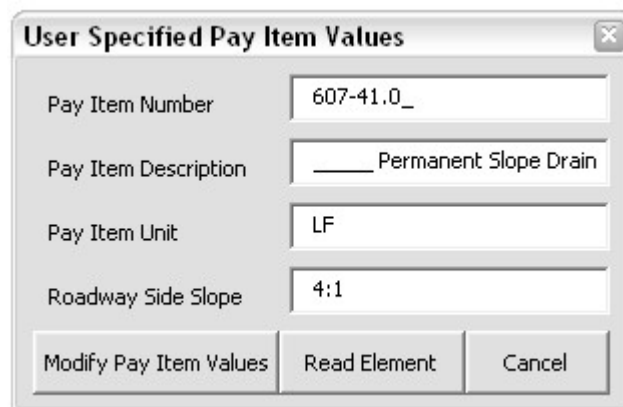 User Specified Pay Item Values
Pay Item Number 607-41.0_
Pay Item Description _____ Permanent Slope Drain
Pay Item Unit LF
Roadway Side Slope 4:1
Modify Pay Item Values Read Element Cancel